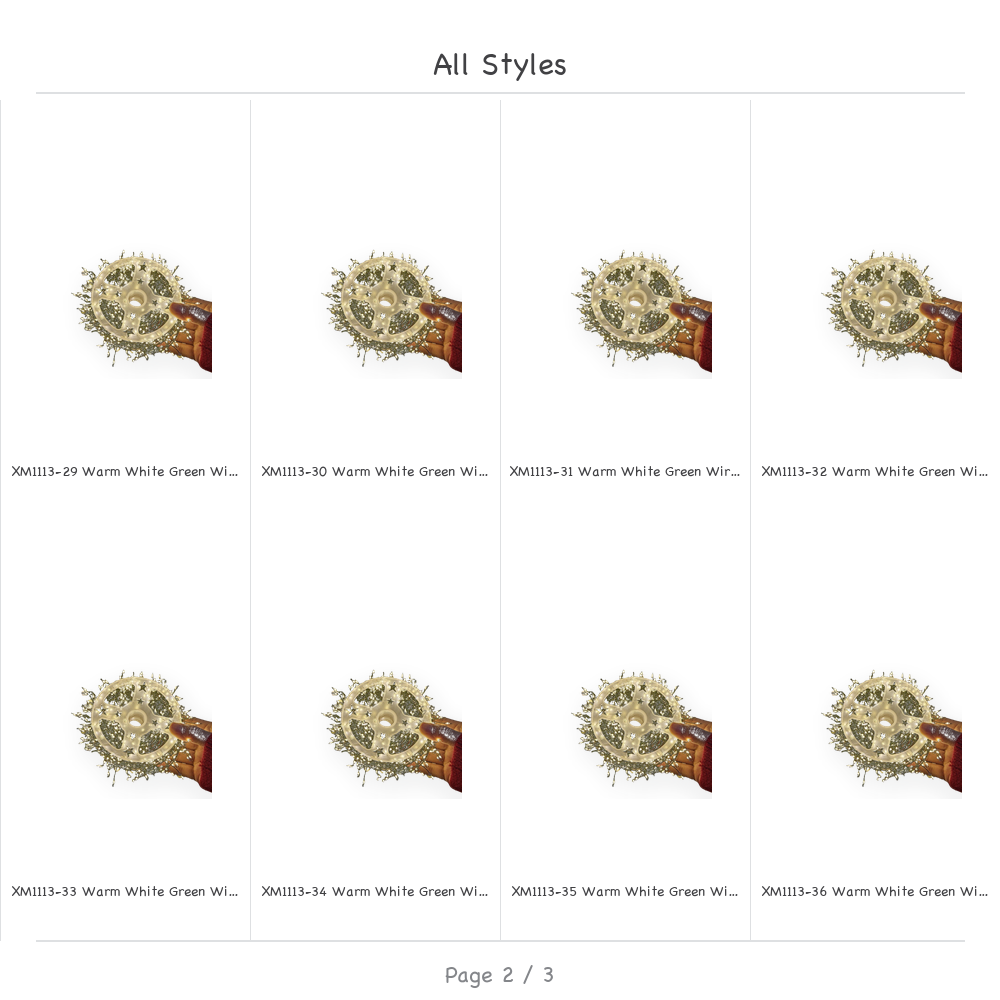 All Styles
XM1113-29 Warm White Green Wi...
XM1113-30 Warm White Green Wi...
XM1113-31 Warm White Green Wir...
XM1113-32 Warm White Green Wi...
XM1113-33 Warm White Green Wi...
XM1113-34 Warm White Green Wi...
XM1113-35 Warm White Green Wi...
XM1113-36 Warm White Green Wi...
Page 2 / 3